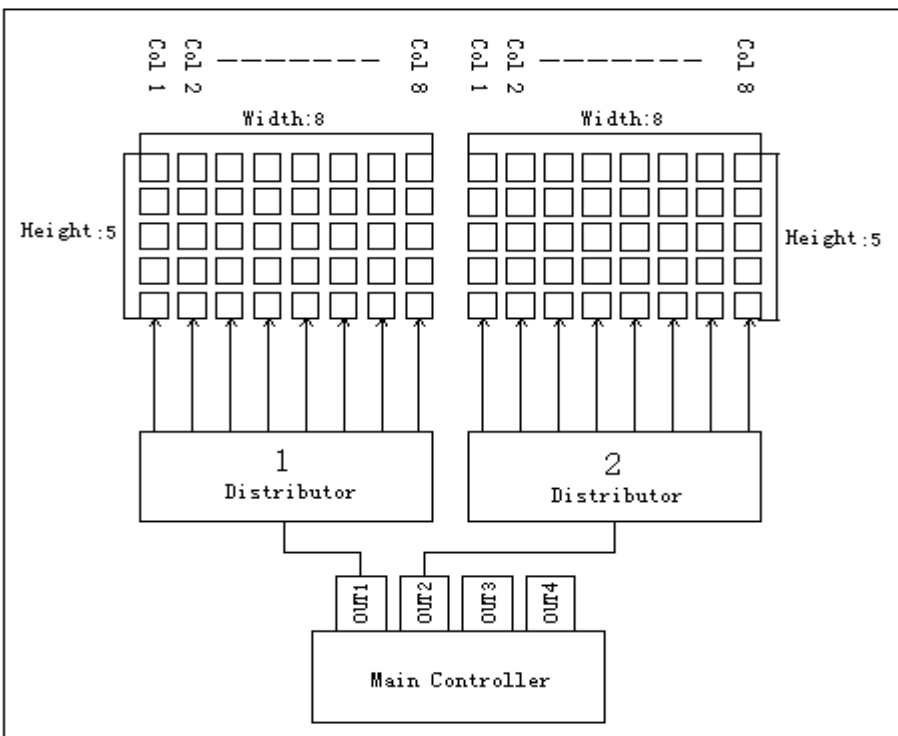 Col 1 Col 2 ------- Col 8 Col 1 Col 2 ------- Col 8
Width:8 Width:8
Height:5 Height:5
1 2
Distributor Distributor
OUT1 OUT2 OUT3 OUT4
Main Controller